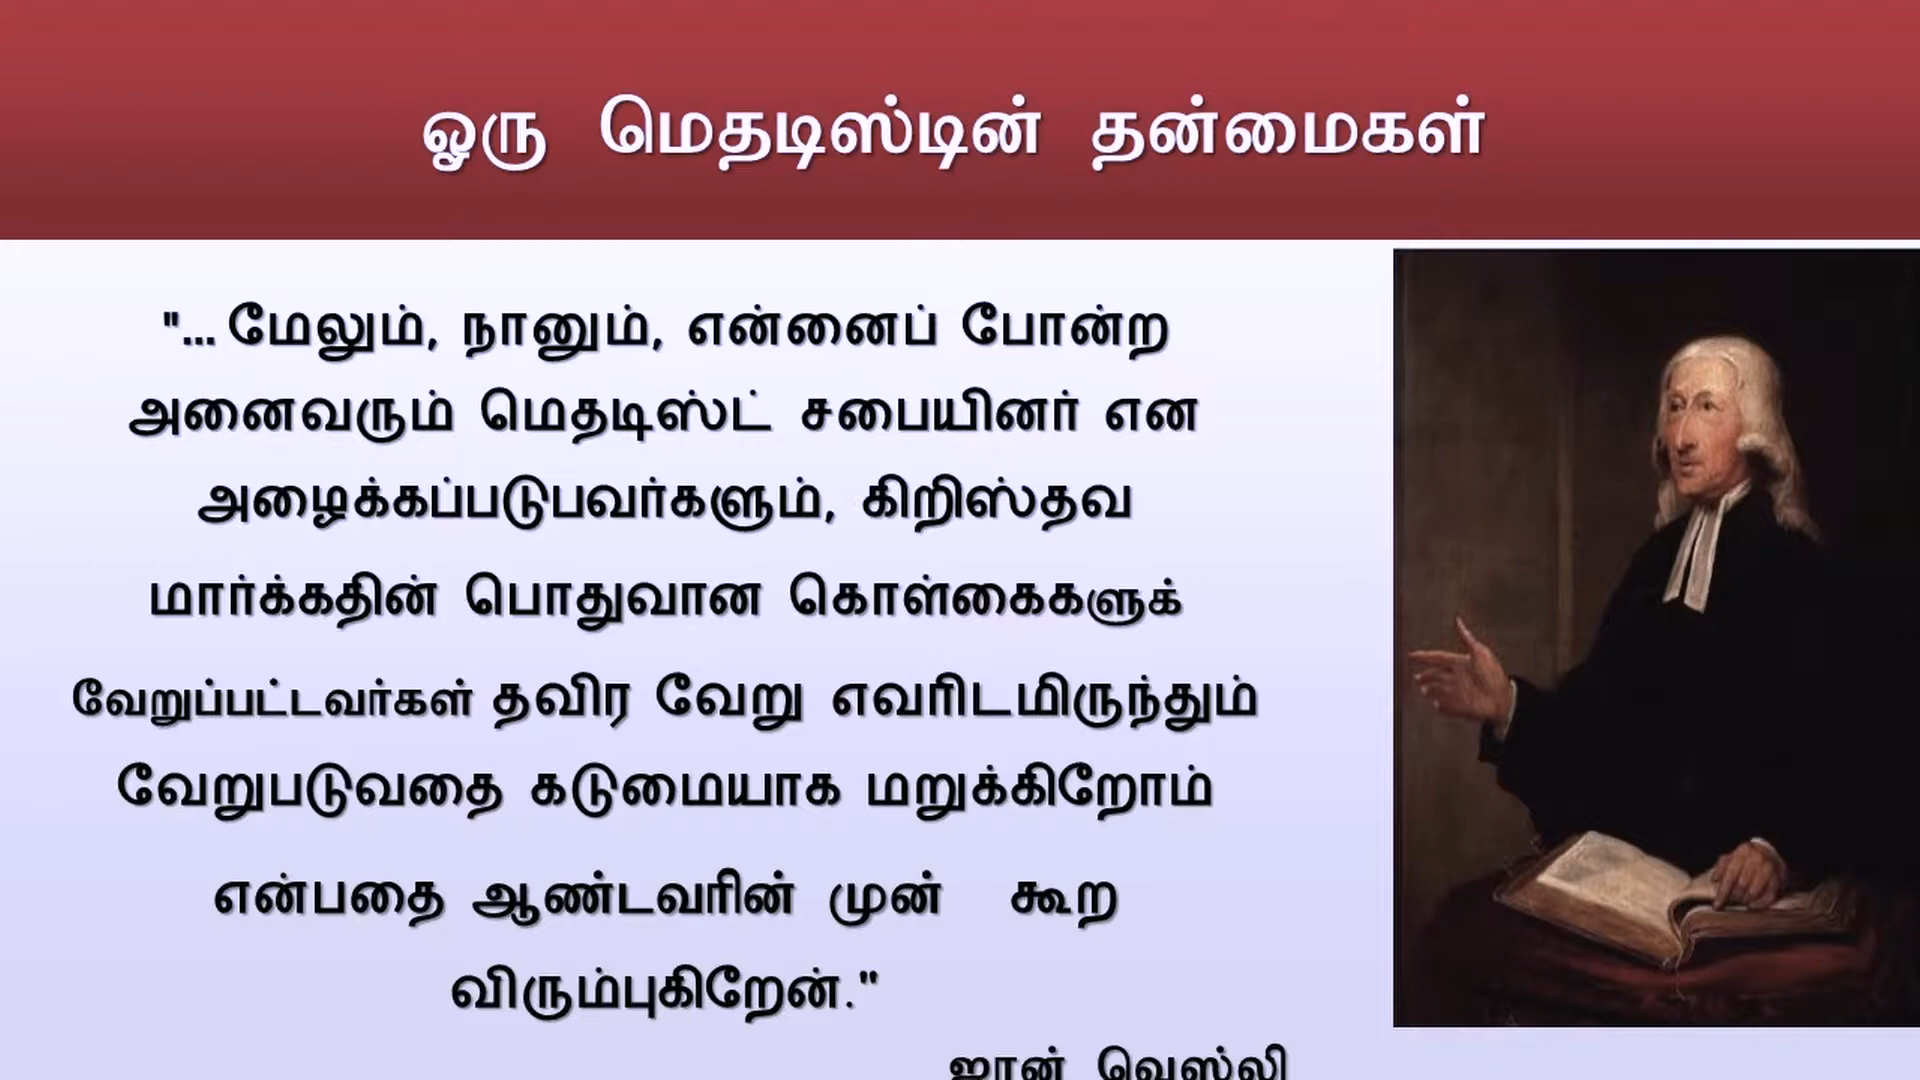 ஓரு மெதடிஸ்டின் தன்மைகள்
"... மேலும், நானும், என்னைப் போன்ற
அனைவரும் மெதடிஸ்ட் சபையினர் என
அழைக்கப்படுபவர்களும், கிறிஸ்தவ
மார்க்கதின் பொதுவான கொள்கைகளுக்
வேறுப்பட்டவர்கள் தவிர வேறு எவரிடமிருந்தும்
வேறுபடுவதை கடுமையாக மறுக்கிறோம்
என்பதை ஆண்டவரின் முன் கூற
விரும்புகிறேன்."
ஜான் வெஸ்லி